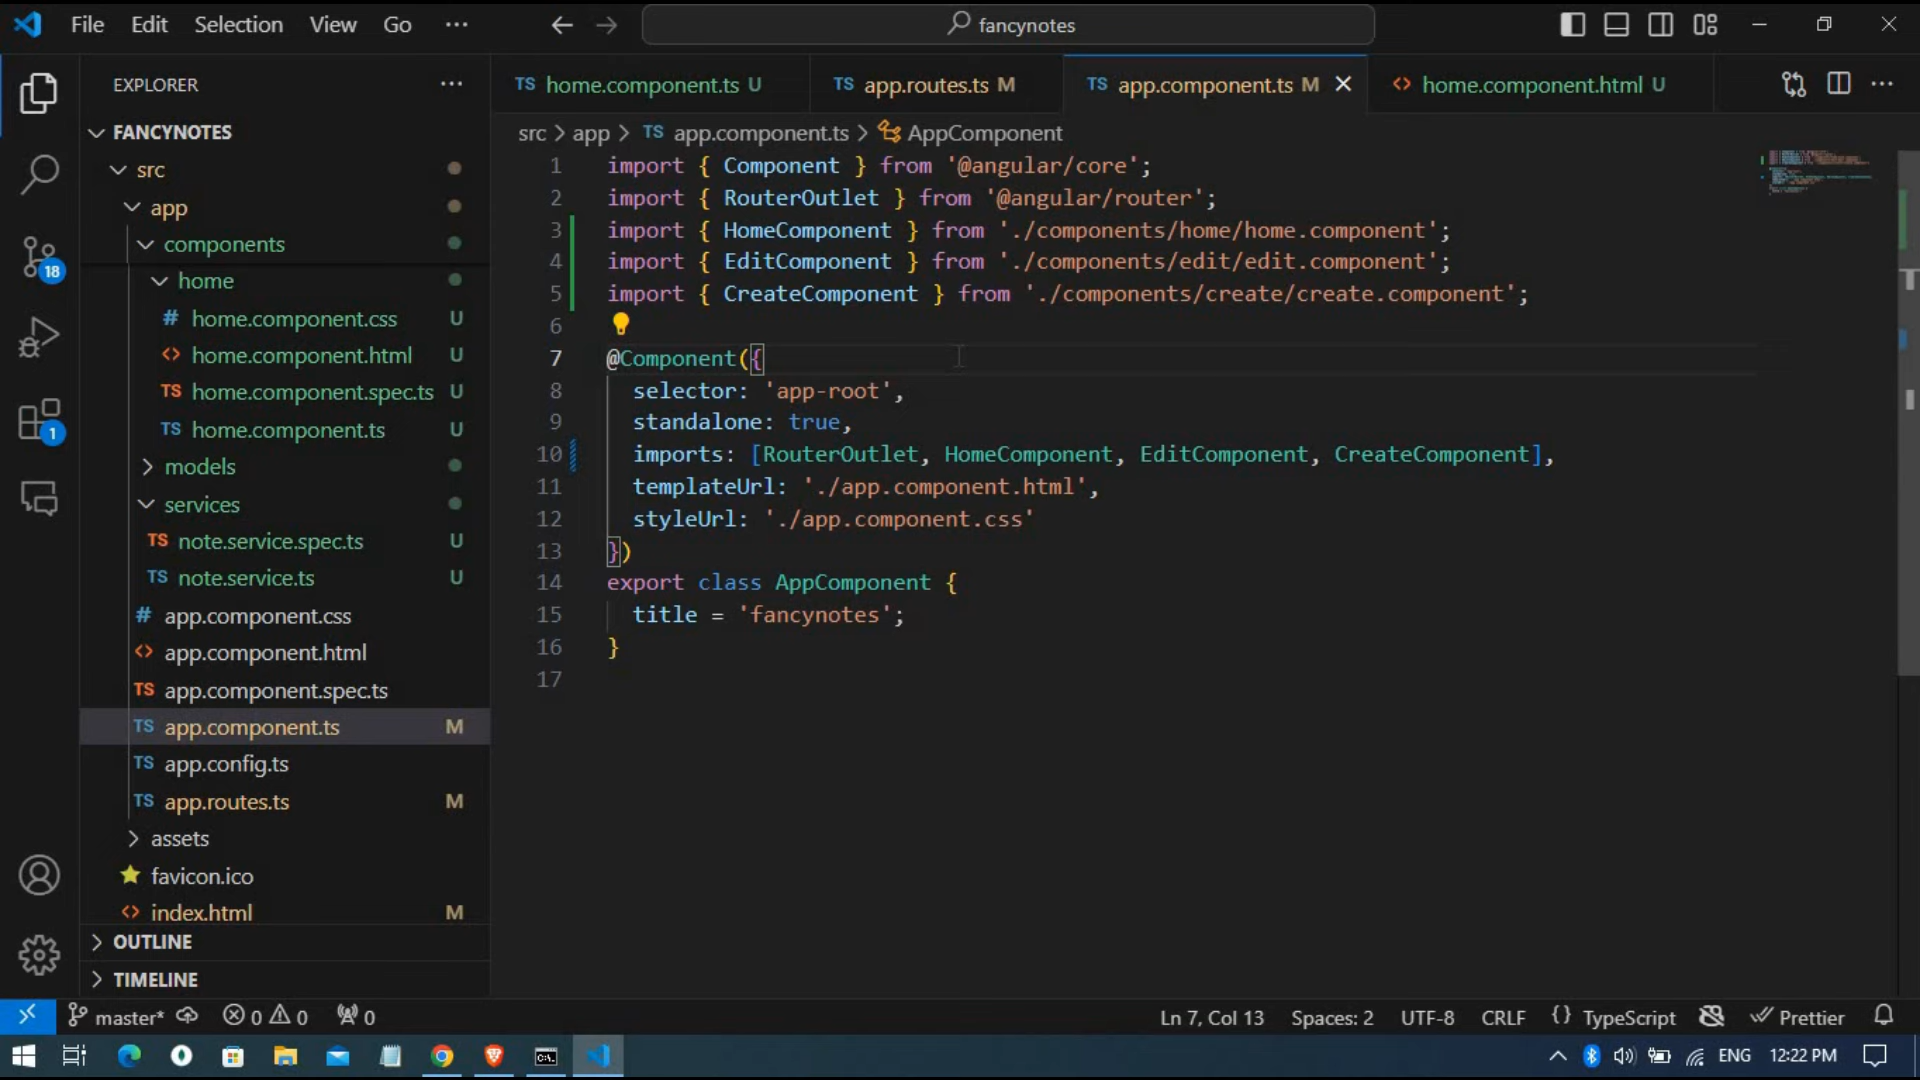 File Edit Selection View Go ··· fancynotes
EXPLORER ···
FANCYNOTES
src
app
components
home
# home.component.css U
<> home.component.html U
TS home.component.spec.ts U
TS home.component.ts U
models
services
TS note.service.spec.ts U
TS note.service.ts U
# app.component.css
<> app.component.html
TS app.component.spec.ts
TS app.component.ts M
TS app.config.ts
TS app.routes.ts M
assets
favicon.ico
<> index.html M
OUTLINE
TIMELINE
18
1
TS home.component.ts U TS app.routes.ts M TS app.component.ts M <> home.component.html U ···
src > app > TS app.component.ts > AppComponent
1 import { Component } from '@angular/core';
2 import { RouterOutlet } from '@angular/router';
3 import { HomeComponent } from './components/home/home.component';
4 import { EditComponent } from './components/edit/edit.component';
5 import { CreateComponent } from './components/create/create.component';
6
7 @Component({
8 selector: 'app-root',
9 standalone: true,
10 imports: [RouterOutlet, HomeComponent, EditComponent, CreateComponent],
11 templateUrl: './app.component.html',
12 styleUrl: './app.component.css'
13 })
14 export class AppComponent {
15 title = 'fancynotes';
16 }
17
master* 0 0 0 Ln 7, Col 13 Spaces: 2 UTF-8 CRLF {} TypeScript Prettier
ENG 12:22 PM